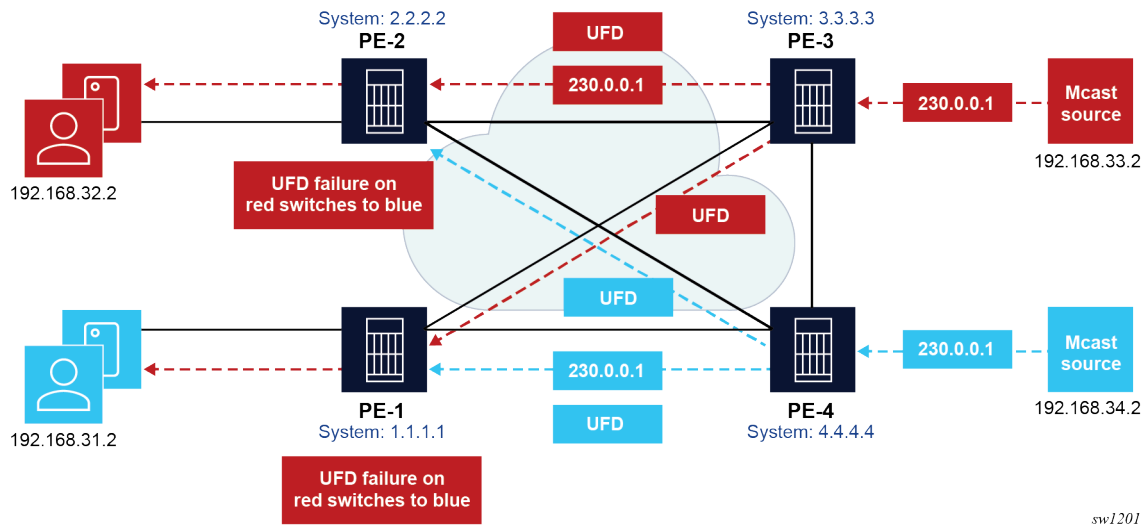 System: 2.2.2.2
PE-2
UFD
System: 3.3.3.3
PE-3
230.0.0.1
230.0.0.1
Mcast
source
192.168.32.2
192.168.33.2
UFD failure on
red switches to blue
UFD
UFD
230.0.0.1
230.0.0.1
Mcast
source
192.168.31.2
PE-1
System: 1.1.1.1
UFD
PE-4
System: 4.4.4.4
192.168.34.2
UFD failure on
red switches to blue
sw1201